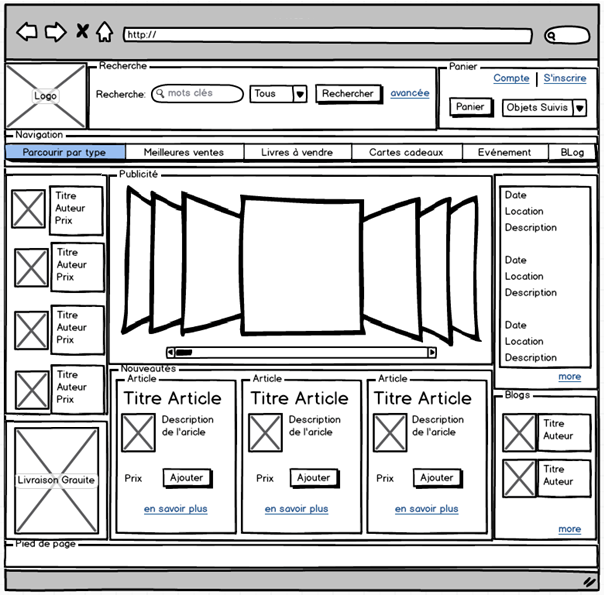 http://
Logo
Recherche
Recherche: mots clés Tous Rechercher avancée
Panier
Compte S'inscrire
Panier Objets Suivis
Navigation
Parcourir par type Meilleures ventes Livres à vendre Cartes cadeaux Evénement BLog
Titre
Auteur
Prix
Titre
Auteur
Prix
Titre
Auteur
Prix
Titre
Auteur
Prix
Livraison Grauite
Publicité
Nouveautés
Article
Titre Article
Description
de l'aricle
Prix Ajouter
en savoir plus
Article
Titre Article
Description
de l'aricle
Prix Ajouter
en savoir plus
Article
Titre Article
Description
de l'aricle
Prix Ajouter
en savoir plus
Date
Location
Description
Date
Location
Description
Date
Location
Description
more
Blogs
Titre
Auteur
Titre
Auteur
more
Pied de page